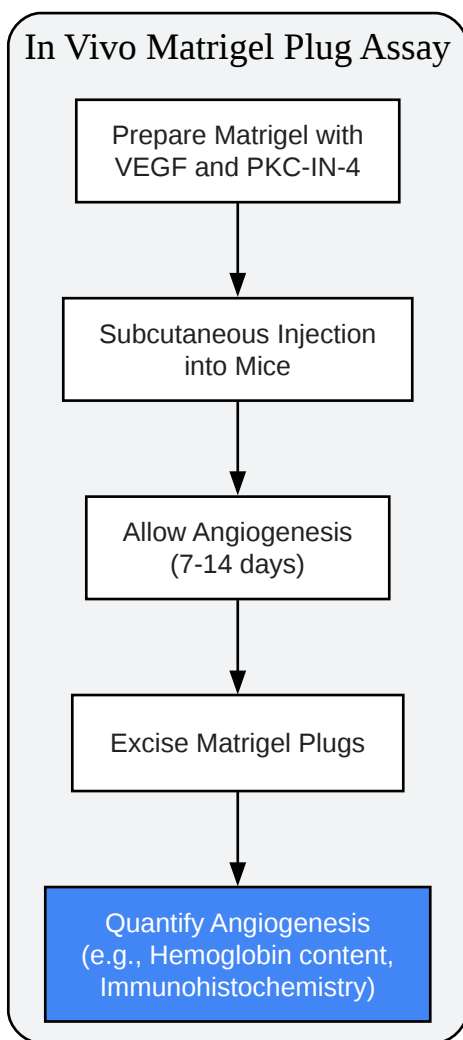 In Vivo Matrigel Plug Assay
Prepare Matrigel with
VEGF and PKC-IN-4
Subcutaneous Injection
into Mice
Allow Angiogenesis
(7-14 days)
Excise Matrigel Plugs
Quantify Angiogenesis
(e.g., Hemoglobin content,
Immunohistochemistry)